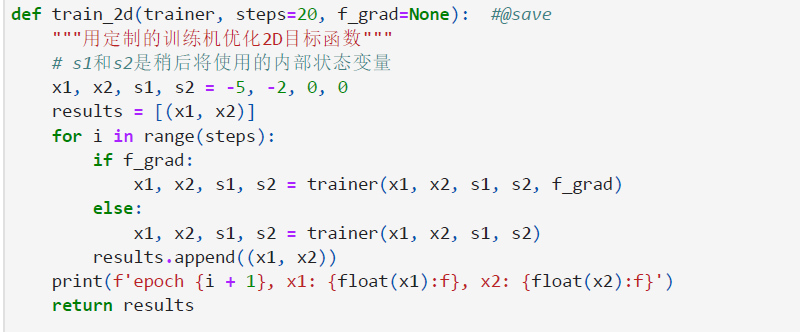 def train_2d(trainer, steps=20, f_grad=None):  #@save
    """用定制的训练机优化2D目标函数"""
    # s1和s2是稍后将使用的内部状态变量
    x1, x2, s1, s2 = -5, -2, 0, 0
    results = [(x1, x2)]
    for i in range(steps):
        if f_grad:
            x1, x2, s1, s2 = trainer(x1, x2, s1, s2, f_grad)
        else:
            x1, x2, s1, s2 = trainer(x1, x2, s1, s2)
        results.append((x1, x2))
    print(f'epoch {i + 1}, x1: {float(x1):f}, x2: {float(x2):f}')
    return results